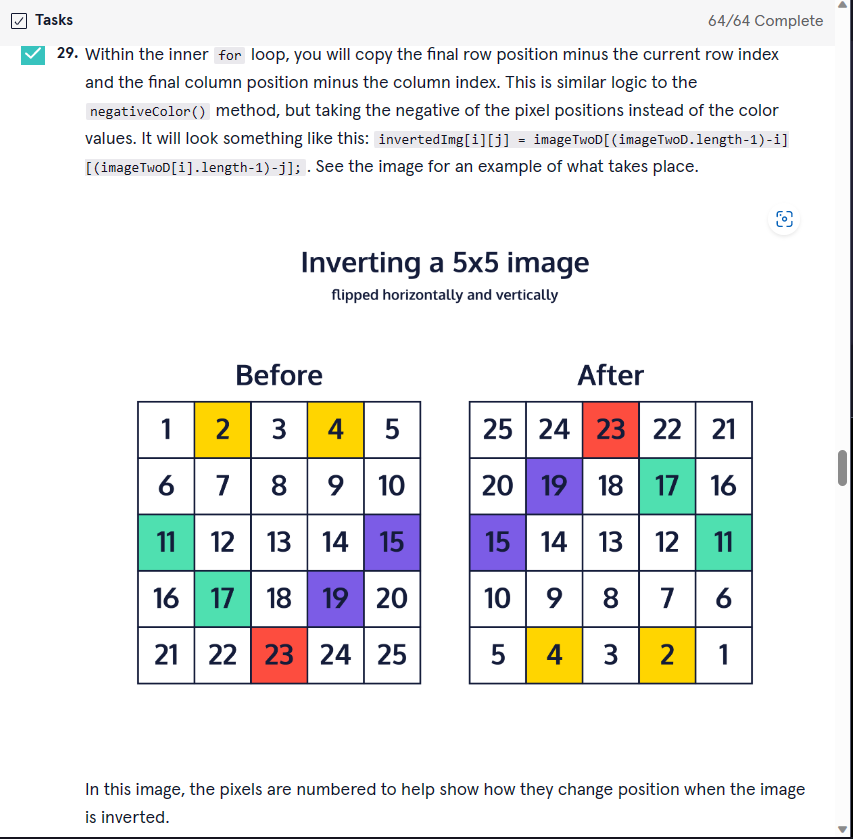 Tasks 64/64 Complete
29. Within the inner for loop, you will copy the final row position minus the current row index
and the final column position minus the column index. This is similar logic to the
negativeColor() method, but taking the negative of the pixel positions instead of the color
values. It will look something like this: invertedImg[i][j] = imageTwoD[(imageTwoD.length-1)-i]
[(imageTwoD[i].length-1)-j]; . See the image for an example of what takes place.
Inverting a 5x5 image
flipped horizontally and vertically
Before After
1 2 3 4 5 25 24 23 22 21
6 7 8 9 10 20 19 18 17 16
11 12 13 14 15 15 14 13 12 11
16 17 18 19 20 10 9 8 7 6
21 22 23 24 25 5 4 3 2 1
In this image, the pixels are numbered to help show how they change position when the image
is inverted.